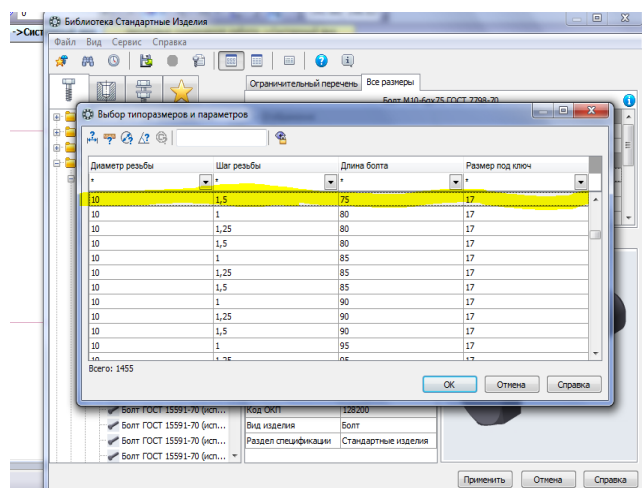 ->Сист
Библиотека Стандартные Изделия
Файл Вид Сервис Справка
Ограничительный перечень Все размеры
Болт M10-6gx75 ГОСТ 7798-70
Выбор типоразмеров и параметров
Диаметр резьбы Шаг резьбы Длина болта Размер под ключ
* * * *
10 1,5 75 17
10 1 80 17
10 1,25 80 17
10 1,5 80 17
10 1 85 17
10 1,25 85 17
10 1,5 85 17
10 1 90 17
10 1,25 90 17
10 1,5 90 17
10 1 95 17
10 1,25 95 17
Всего: 1455
OK Отмена Справка
Болт ГОСТ 15591-70 (исп... Код ОКП 128200
Болт ГОСТ 15591-70 (исп... Вид изделия Болт
Болт ГОСТ 15591-70 (исп... Раздел спецификации Стандартные изделия
Болт ГОСТ 15591-70 (исп...
Применить Отмена Справка